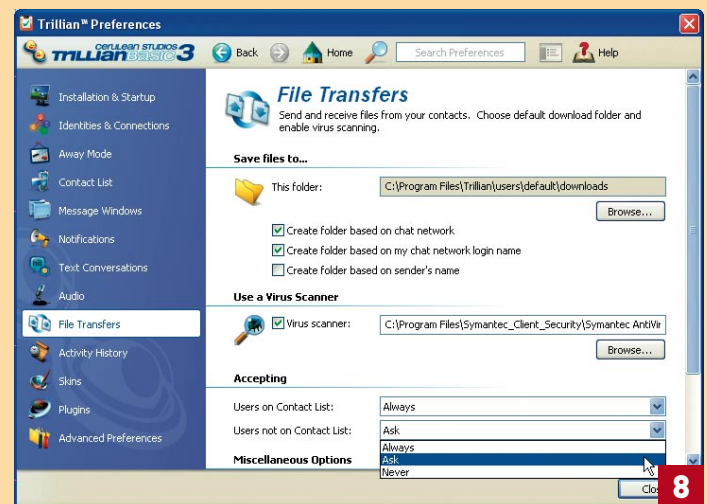 Trillian™ Preferences
cerulean studios
TRILLIAN BASIC 3
Back
Home
Search Preferences
Help
Installation & Startup
Identities & Connections
Away Mode
Contact List
Message Windows
Notifications
Text Conversations
Audio
File Transfers
Activity History
Skins
Plugins
Advanced Preferences
File Transfers
Send and receive files from your contacts. Choose default download folder and
enable virus scanning.
Save files to...
This folder: C:\Program Files\Trillian\users\default\downloads
Browse...
Create folder based on chat network
Create folder based on my chat network login name
Create folder based on sender's name
Use a Virus Scanner
Virus scanner: C:\Program Files\Symantec_Client_Security\Symantec AntiVir
Browse...
Accepting
Users on Contact List: Always
Users not on Contact List: Ask
Always
Ask
Never
Miscellaneous Options
Clo
8